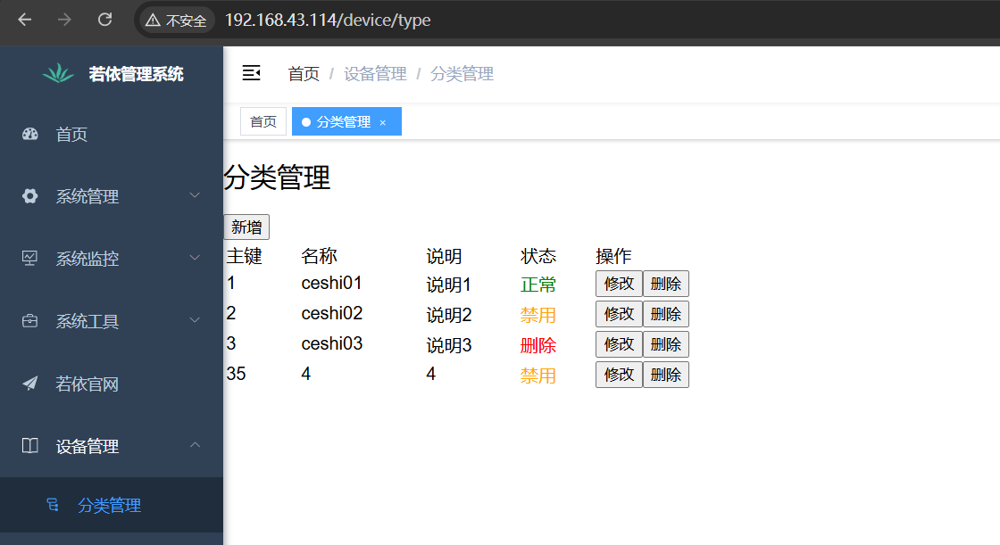 不安全 192.168.43.114/device/type
若依管理系统
首页
系统管理
系统监控
系统工具
若依官网
设备管理
分类管理
首页 / 设备管理 / 分类管理
首页 分类管理 ×
分类管理
新增
主键 名称 说明 状态 操作
1 ceshi01 说明1 正常 修改 删除
2 ceshi02 说明2 禁用 修改 删除
3 ceshi03 说明3 删除 修改 删除
35 4 4 禁用 修改 删除